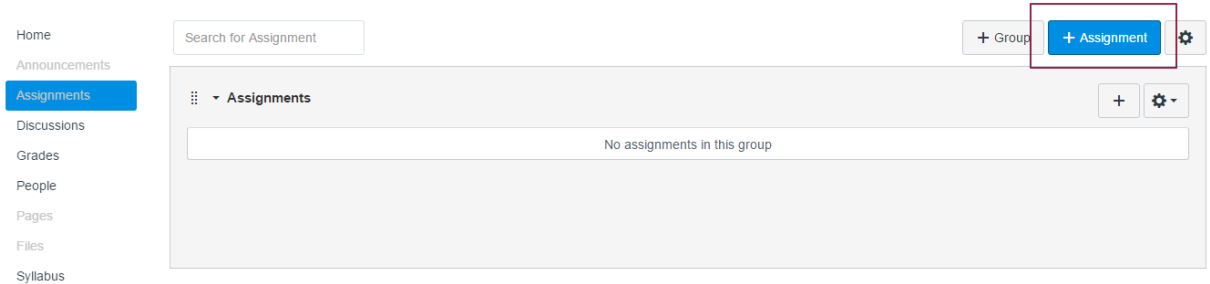 Home
Announcements
Assignments
Discussions
Grades
People
Pages
Files
Syllabus
Search for Assignment
+ Group
+ Assignment
Assignments
+
No assignments in this group